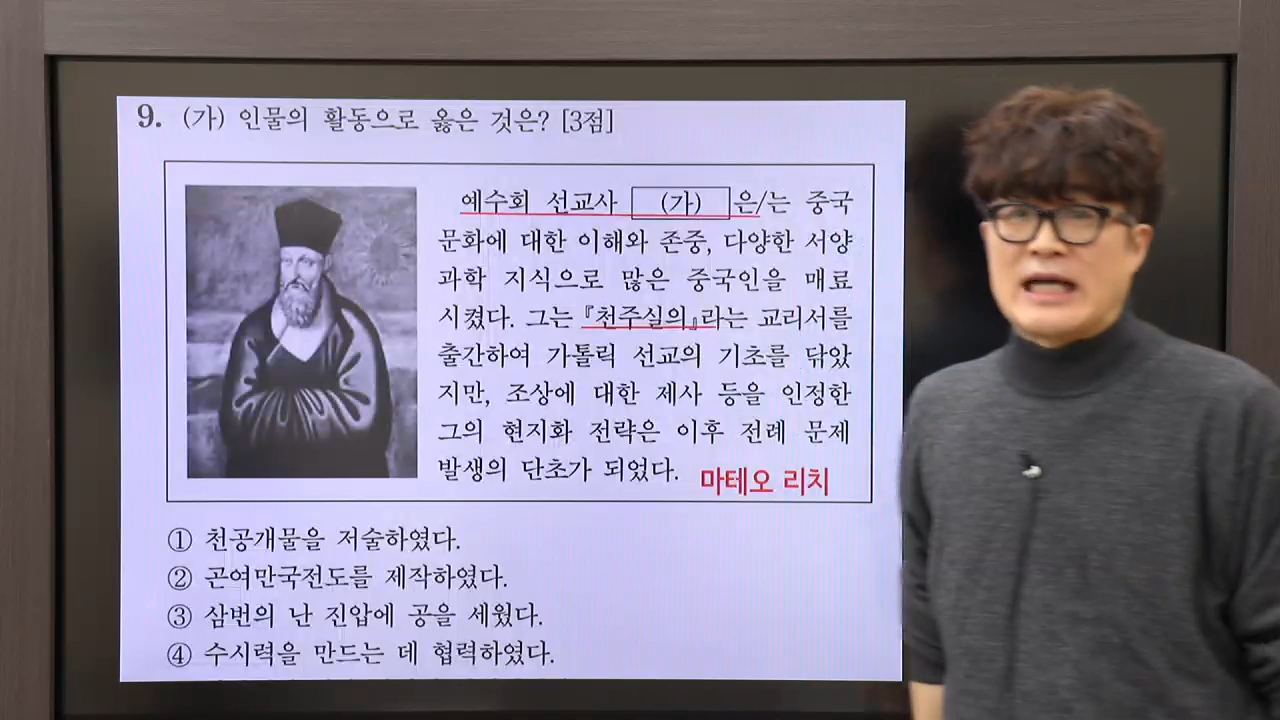 9. (가) 인물의 활동으로 옳은 것은? [3점]
예수회 선교사 (가) 은/는 중국
문화에 대한 이해와 존중, 다양한 서양
과학 지식으로 많은 중국인을 매료
시켰다. 그는 『천주실의』라는 교리서를
출간하여 가톨릭 선교의 기초를 닦았
지만, 조상에 대한 제사 등을 인정한
그의 현지화 전략은 이후 전례 문제
발생의 단초가 되었다.
마테오 리치
① 천공개물을 저술하였다.
② 곤여만국전도를 제작하였다.
③ 삼번의 난 진압에 공을 세웠다.
④ 수시력을 만드는 데 협력하였다.